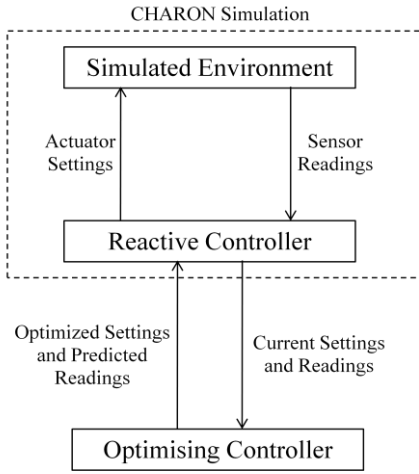 CHARON Simulation
Simulated Environment
Actuator
Settings
Sensor
Readings
Reactive Controller
Optimized Settings
and Predicted
Readings
Current Settings
and Readings
Optimising Controller